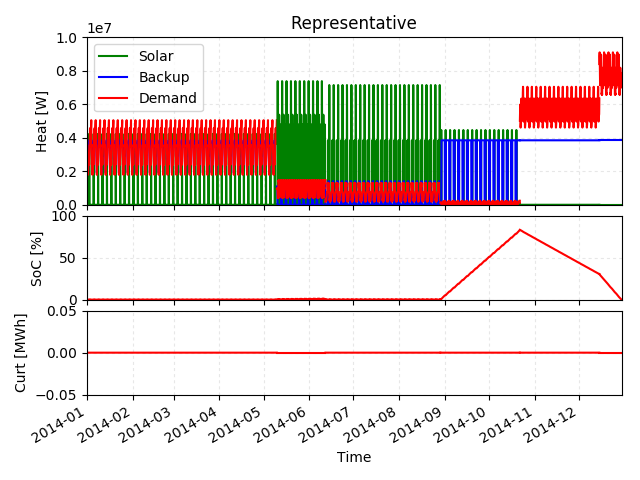 Representative
1e7
1.0
0.8
0.6
0.4
0.2
0.0
Heat [W]
Solar
Backup
Demand
100
50
0
SoC [%]
0.05
0.00
−0.05
Curt [MWh]
2014-01
2014-02
2014-03
2014-04
2014-05
2014-06
2014-07
2014-08
2014-09
2014-10
2014-11
2014-12
Time